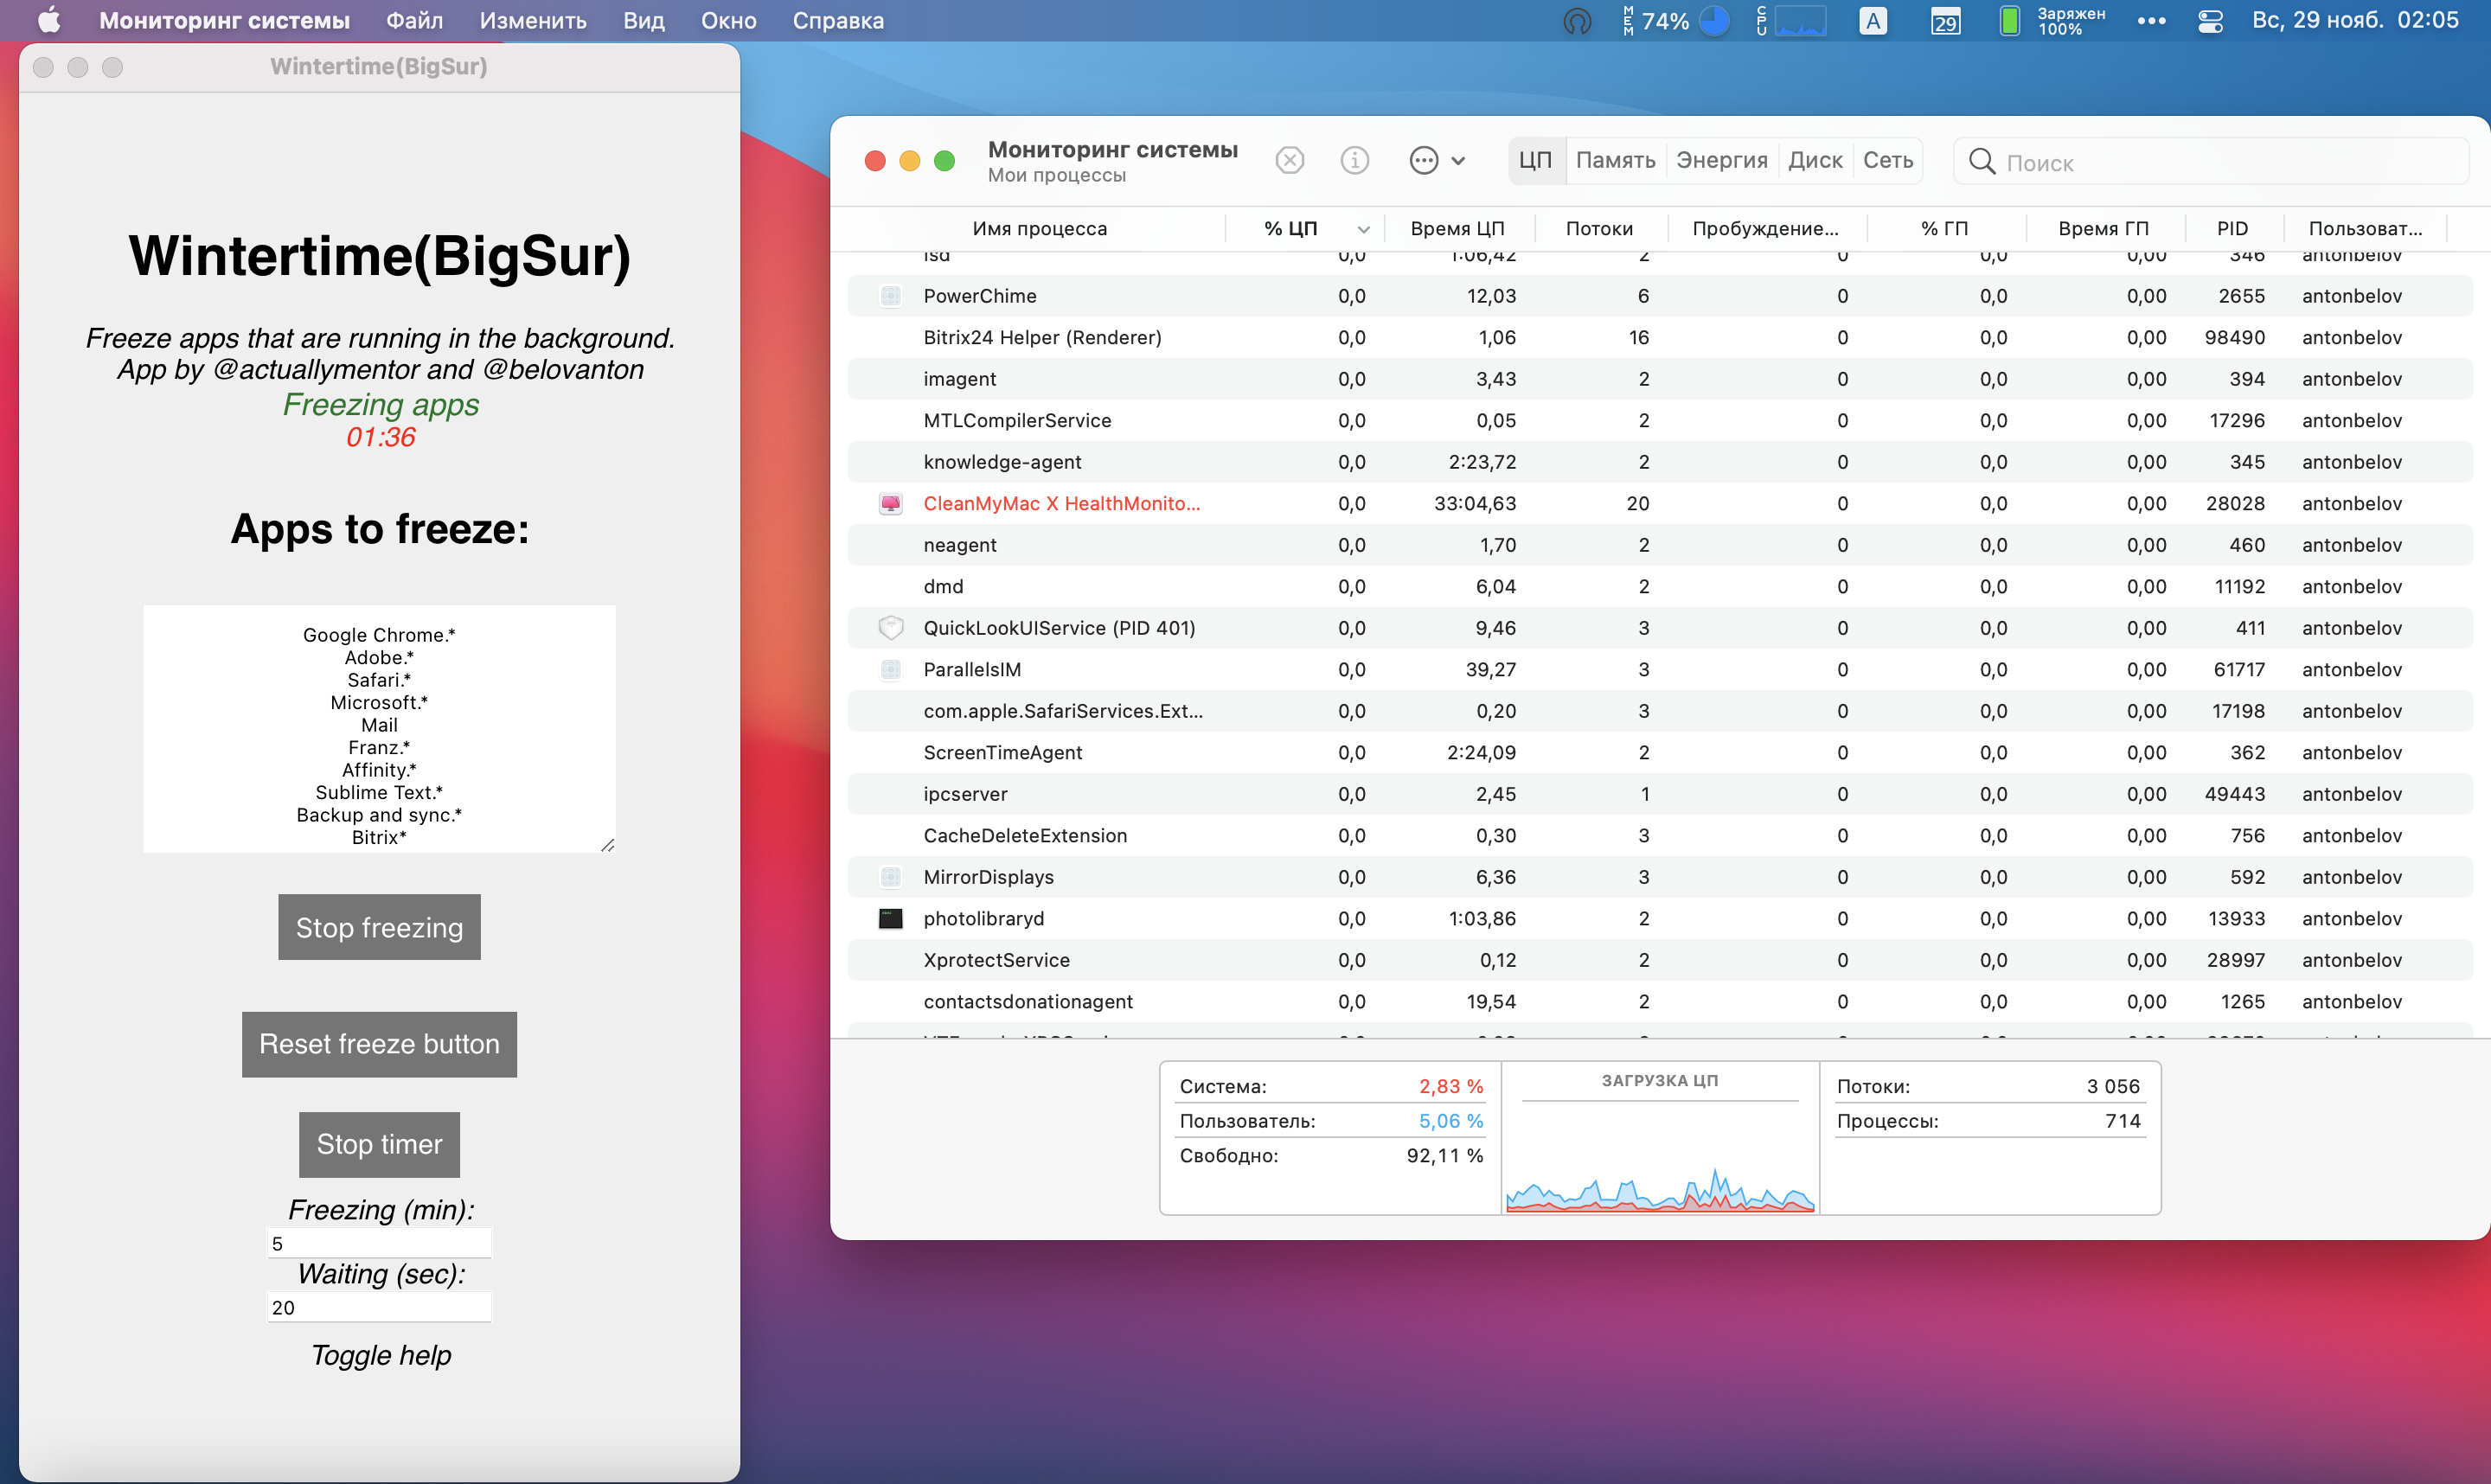 Мониторинг системы Файл Изменить Вид Окно Справка MEM 74% CPU A 29 Заряжен 100% Вс, 29 нояб. 02:05
Wintertime(BigSur)
Wintertime(BigSur)
Freeze apps that are running in the background.
App by @actuallymentor and @belovanton
Freezing apps
01:36
Apps to freeze:
Google Chrome.*
Adobe.*
Safari.*
Microsoft.*
Mail
Franz.*
Affinity.*
Sublime Text.*
Backup and sync.*
Bitrix*
Stop freezing
Reset freeze button
Stop timer
Freezing (min):
5
Waiting (sec):
20
Toggle help
Мониторинг системы
Мои процессы
ЦП Память Энергия Диск Сеть Поиск
Имя процесса % ЦП Время ЦП Потоки Пробуждение... % ГП Время ГП PID Пользоват...
lsd 0,0 1:06,42 2 0 0,0 0,00 346 antonbelov
PowerChime 0,0 12,03 6 0 0,0 0,00 2655 antonbelov
Bitrix24 Helper (Renderer) 0,0 1,06 16 0 0,0 0,00 98490 antonbelov
imagent 0,0 3,43 2 0 0,0 0,00 394 antonbelov
MTLCompilerService 0,0 0,05 2 0 0,0 0,00 17296 antonbelov
knowledge-agent 0,0 2:23,72 2 0 0,0 0,00 345 antonbelov
CleanMyMac X HealthMonito... 0,0 33:04,63 20 0 0,0 0,00 28028 antonbelov
neagent 0,0 1,70 2 0 0,0 0,00 460 antonbelov
dmd 0,0 6,04 2 0 0,0 0,00 11192 antonbelov
QuickLookUIService (PID 401) 0,0 9,46 3 0 0,0 0,00 411 antonbelov
ParallelsIM 0,0 39,27 3 0 0,0 0,00 61717 antonbelov
com.apple.SafariServices.Ext... 0,0 0,20 3 0 0,0 0,00 17198 antonbelov
ScreenTimeAgent 0,0 2:24,09 2 0 0,0 0,00 362 antonbelov
ipcserver 0,0 2,45 1 0 0,0 0,00 49443 antonbelov
CacheDeleteExtension 0,0 0,30 3 0 0,0 0,00 756 antonbelov
MirrorDisplays 0,0 6,36 3 0 0,0 0,00 592 antonbelov
photolibraryd 0,0 1:03,86 2 0 0,0 0,00 13933 antonbelov
XprotectService 0,0 0,12 2 0 0,0 0,00 28997 antonbelov
contactsdonationagent 0,0 19,54 2 0 0,0 0,00 1265 antonbelov
Система: 2,83 %
Пользователь: 5,06 %
Свободно: 92,11 %
ЗАГРУЗКА ЦП
Потоки: 3 056
Процессы: 714